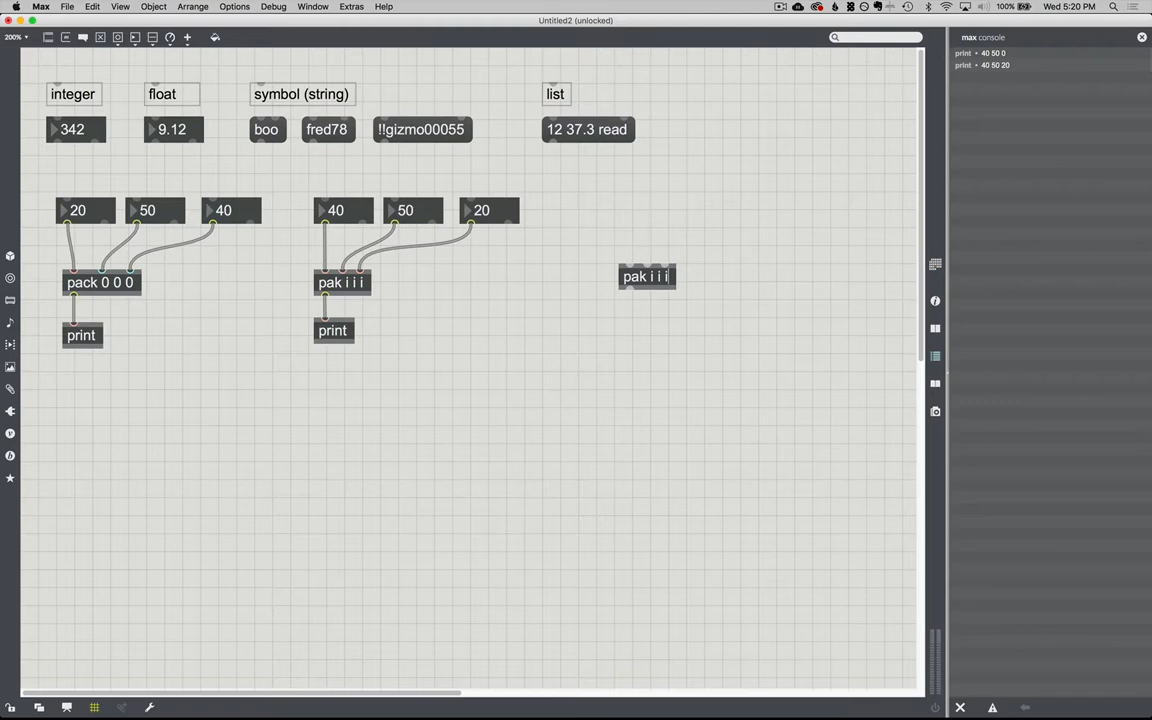 Max File Edit View Object Arrange Options Debug Window Extras Help
100% Wed 5:20 PM
Untitled2 (unlocked)
200%
max console
print • 40 50 0
print • 40 50 20
integer float symbol (string) list
342 9.12 boo fred78 !!gizmo00055 12 37.3 read
20 50 40 40 50 20
pak i i i
pack 0 0 0 pak i i i
print print